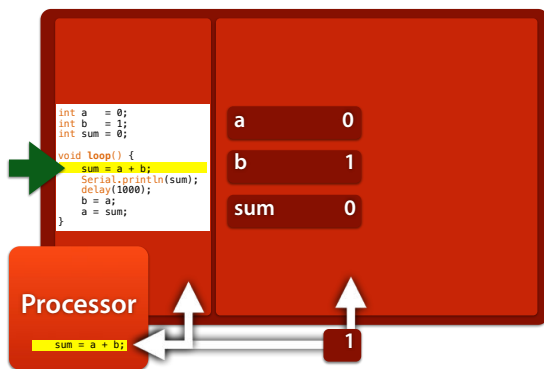 int a   = 0;
int b   = 1;
int sum = 0;
void loop() {
    sum = a + b;
    Serial.println(sum);
    delay(1000);
    b = a;
    a = sum;
}
a 0
b 1
sum 0
Processor
sum = a + b;
1